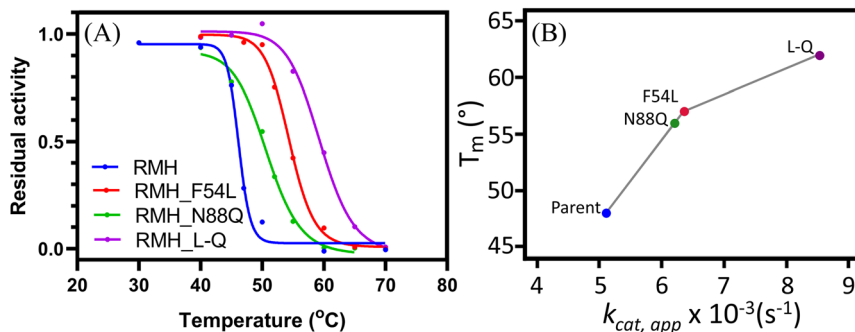 (A)
Residual activity
1.0
0.5
0.0
RMH
RMH_F54L
RMH_N88Q
RMH_L-Q
20
30
40
50
60
70
80
Temperature (°C)
(B)
Tm (°)
65
60
55
50
45
L-Q
F54L
N88Q
Parent
4
5
6
7
8
9
kcat, app x 10⁻³(s⁻¹)